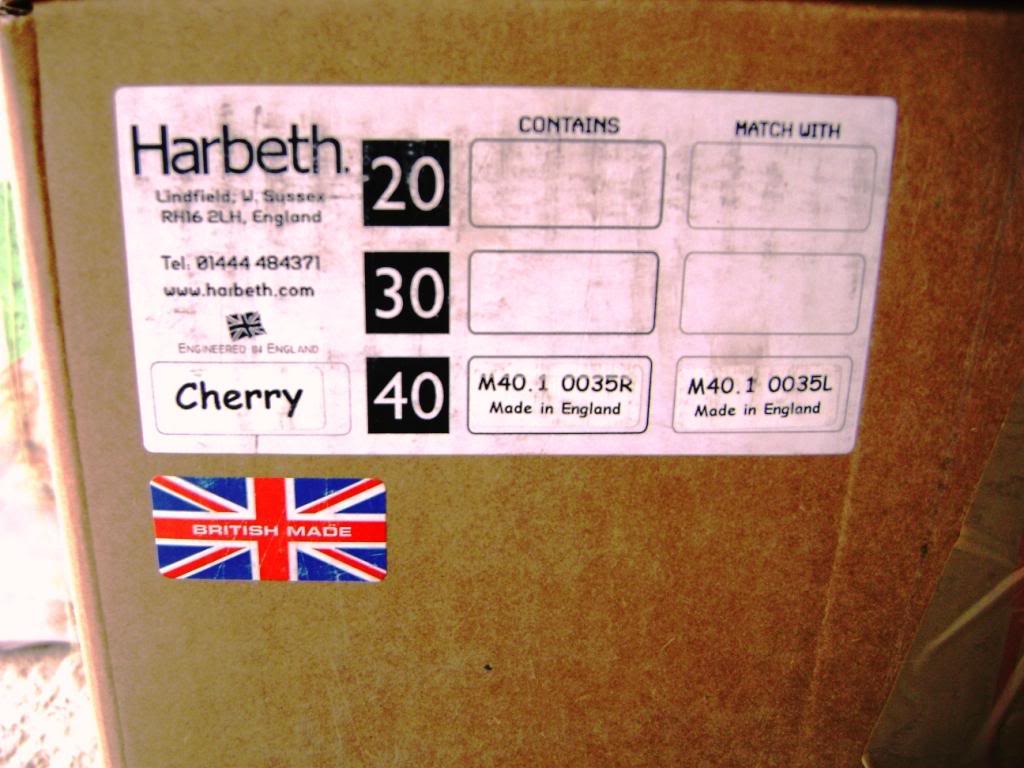 Harbeth.
Lindfield, W. Sussex
RH16 2LH, England
Tel: 01444 484371
www.harbeth.com
ENGINEERED IN ENGLAND
Cherry
CONTAINS
MATCH WITH
20
30
40
M40.1 0035R
Made in England
M40.1 0035L
Made in England
BRITISH MADE